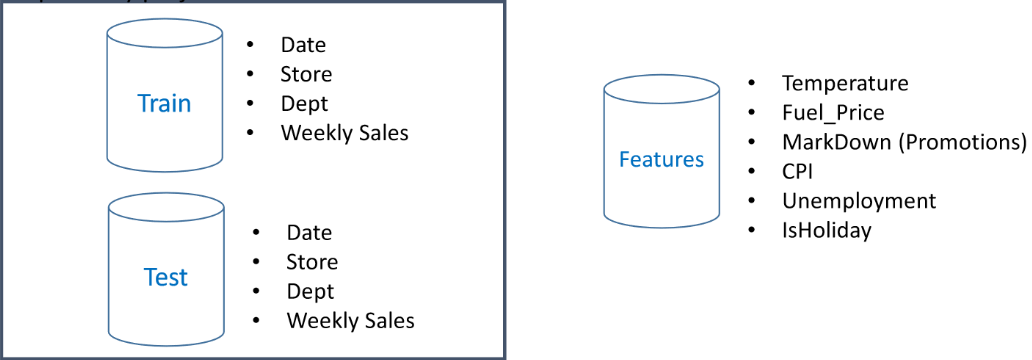 Train
• Date
• Store
• Dept
• Weekly Sales
Test
• Date
• Store
• Dept
• Weekly Sales
Features
• Temperature
• Fuel_Price
• MarkDown (Promotions)
• CPI
• Unemployment
• IsHoliday